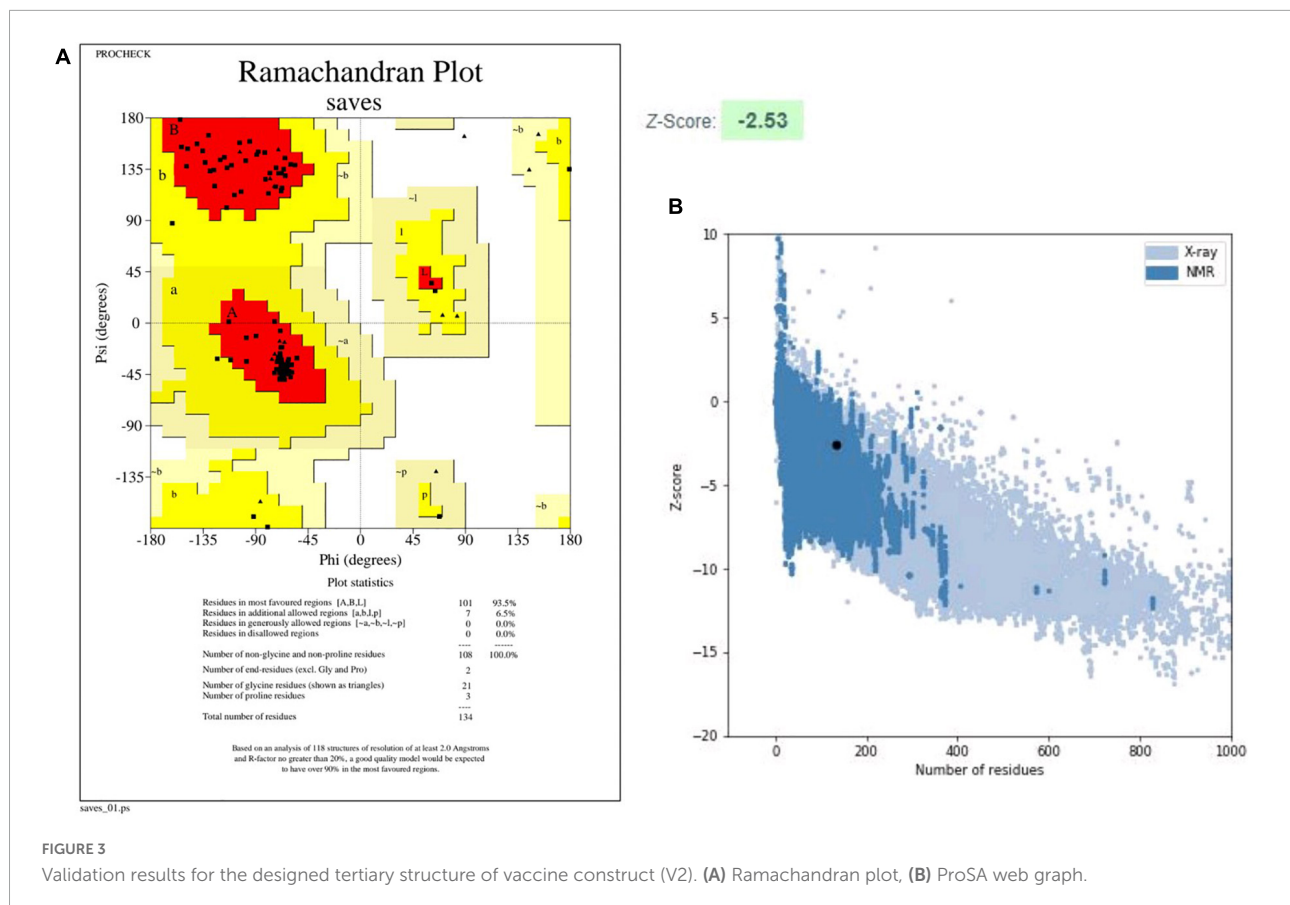 A
PROCHECK
Ramachandran Plot
saves
B
~b
b
b
~b
~l
l
L
a
A
~a
~b
b
~p
p
~b
180
135
90
45
0
-45
-90
-135
Psi (degrees)
-180 -135 -90 -45 0 45 90 135 180
Phi (degrees)
Plot statistics
Residues in most favoured regions [A,B,L] 101 93.5%
Residues in additional allowed regions [a,b,l,p] 7 6.5%
Residues in generously allowed regions [~a,~b,~l,~p] 0 0.0%
Residues in disallowed regions 0 0.0%
---- ------
Number of non-glycine and non-proline residues 108 100.0%
Number of end-residues (excl. Gly and Pro) 2
Number of glycine residues (shown as triangles) 21
Number of proline residues 3
----
Total number of residues 134
Based on an analysis of 118 structures of resolution of at least 2.0 Angstroms
and R-factor no greater than 20%, a good quality model would be expected
to have over 90% in the most favoured regions.
saves_01.ps
Z-Score: -2.53
B
X-ray
NMR
10
5
0
−5
−10
−15
−20
Z-score
0 200 400 600 800 1000
Number of residues
FIGURE 3
Validation results for the designed tertiary structure of vaccine construct (V2). (A) Ramachandran plot, (B) ProSA web graph.